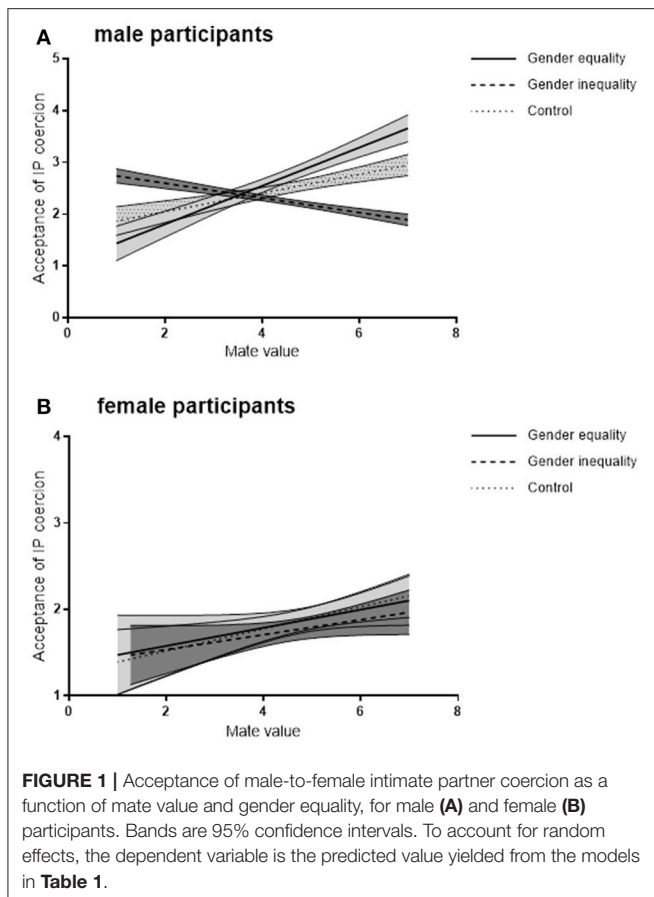 A male participants
5
4
3
2
1
0
0 2 4 6 8
Acceptance of IP coercion
Mate value
Gender equality
Gender inequality
Control
B female participants
4
3
2
1
0 2 4 6 8
Acceptance of IP coercion
Mate value
Gender equality
Gender inequality
Control
FIGURE 1 | Acceptance of male-to-female intimate partner coercion as a
function of mate value and gender equality, for male (A) and female (B)
participants. Bands are 95% confidence intervals. To account for random
effects, the dependent variable is the predicted value yielded from the models
in Table 1.